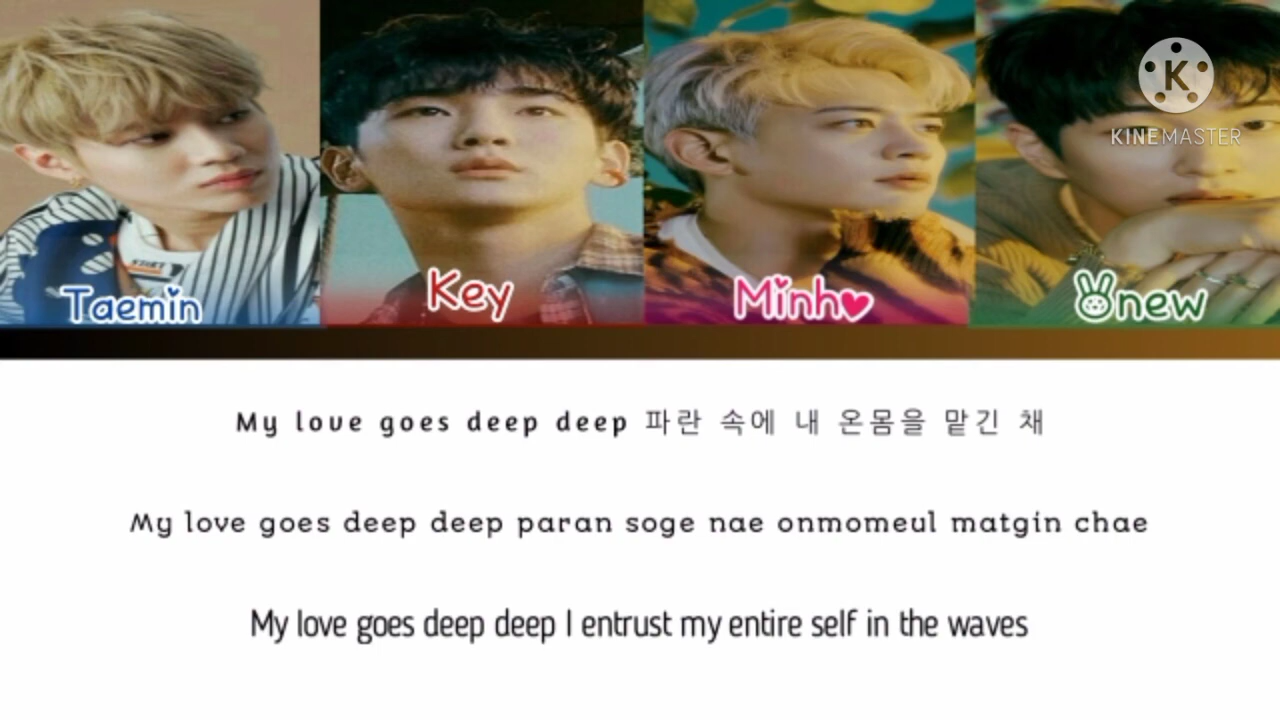 K
KINEMASTER
Taemin
Key
Minh
new
My love goes deep deep 파란 속에 내 온몸을 맡긴 채
My love goes deep deep paran soge nae onmomeul matgin chae
My love goes deep deep I entrust my entire self in the waves